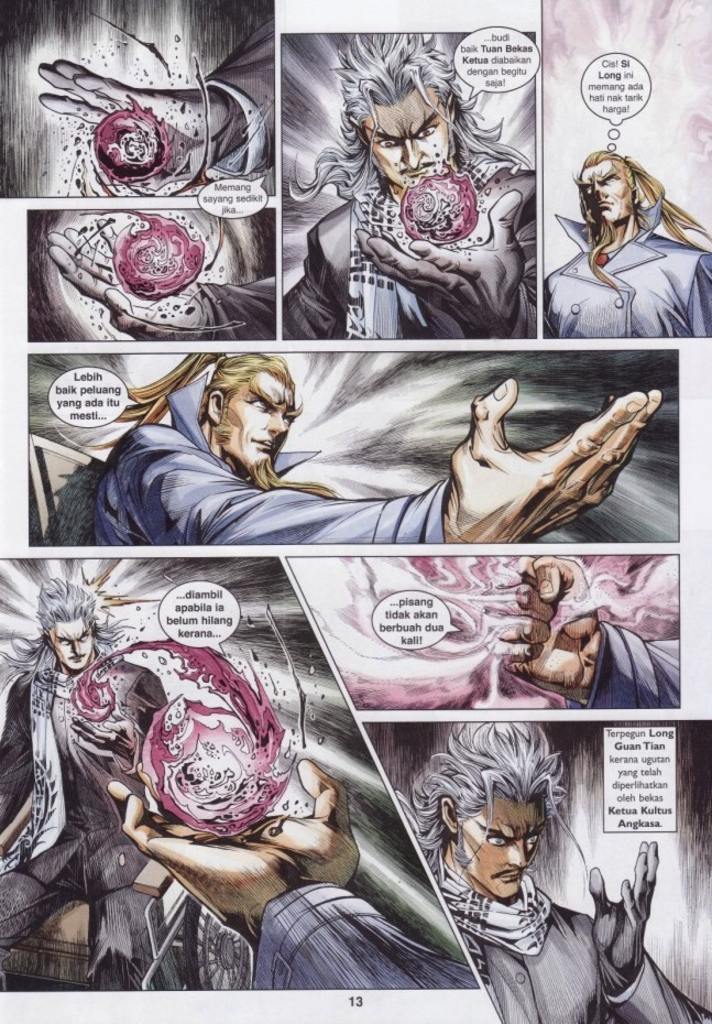 Memang
sayang sedikit
jika...
...budi
baik Tuan Bekas
Ketua diabaikan
dengan begitu
saja!
Cis! Si
Long ini
memang ada
hati nak tarik
harga!
Lebih
baik peluang
yang ada itu
mesti...
...diambil
apabila ia
belum hilang
kerana...
...pisang
tidak akan
berbuah dua
kali!
Terpegun Long
Guan Tian
kerana ugutan
yang telah
diperlihatkan
oleh bekas
Ketua Kultus
Angkasa.
13